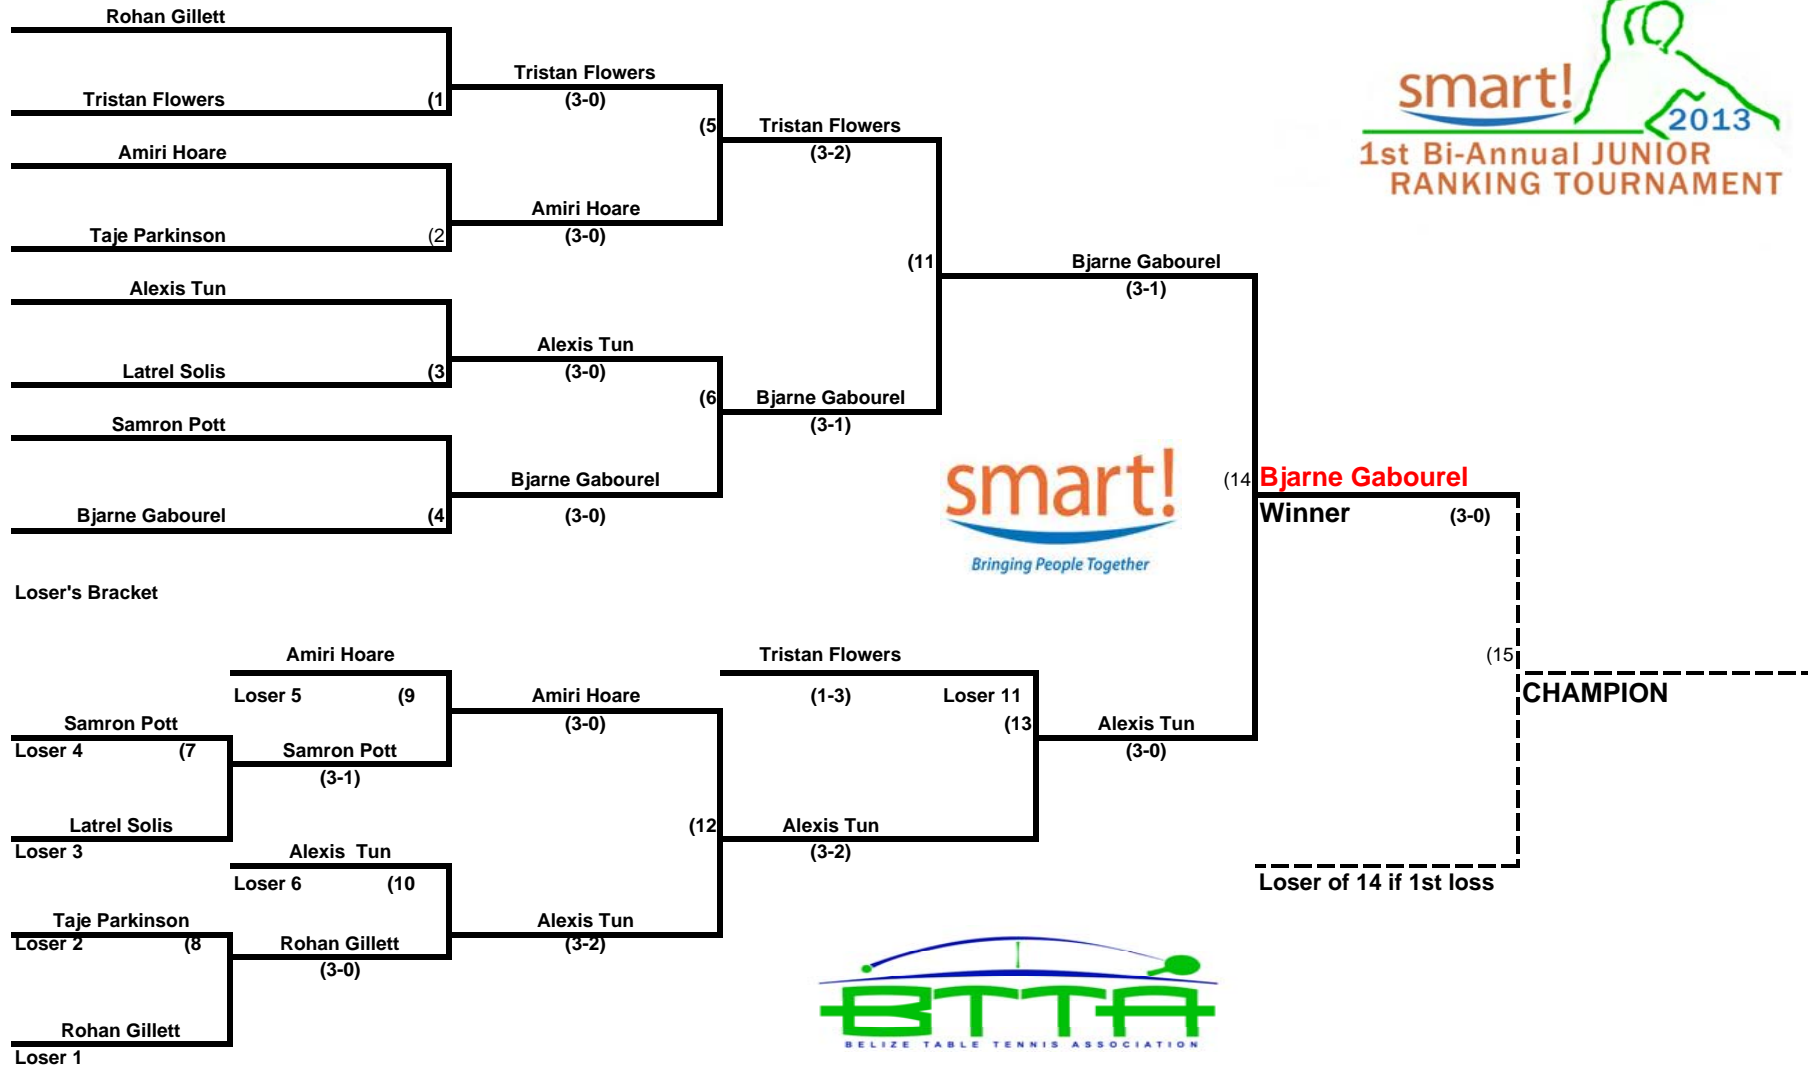 Rohan Gillett
Tristan Flowers (1
Tristan Flowers
(3-0)
Amiri Hoare
Taje Parkinson (2
Amiri Hoare
(3-0)
(5
Tristan Flowers
(3-2)
Alexis Tun
Latrel Solis (3
Alexis Tun
(3-0)
Samron Pott
Bjarne Gabourel (4
Bjarne Gabourel
(3-0)
(6
Bjarne Gabourel
(3-1)
(11
Bjarne Gabourel
(3-1)
smart!
2013
1st Bi-Annual JUNIOR
RANKING TOURNAMENT
smart!
Bringing People Together
(14 Bjarne Gabourel
Winner (3-0)
Loser's Bracket
Amiri Hoare
Loser 5 (9
Samron Pott
Loser 4 (7
Samron Pott
(3-1)
Latrel Solis
Loser 3
Amiri Hoare
(3-0)
Alexis Tun
Loser 6 (10
Taje Parkinson
Loser 2 (8
Rohan Gillett
(3-0)
Rohan Gillett
Loser 1
Alexis Tun
(3-2)
(12
Tristan Flowers
(1-3) Loser 11
(13
Alexis Tun
(3-2)
Alexis Tun
(3-0)
(15
CHAMPION
Loser of 14 if 1st loss
BTTA
BELIZE TABLE TENNIS ASSOCIATION